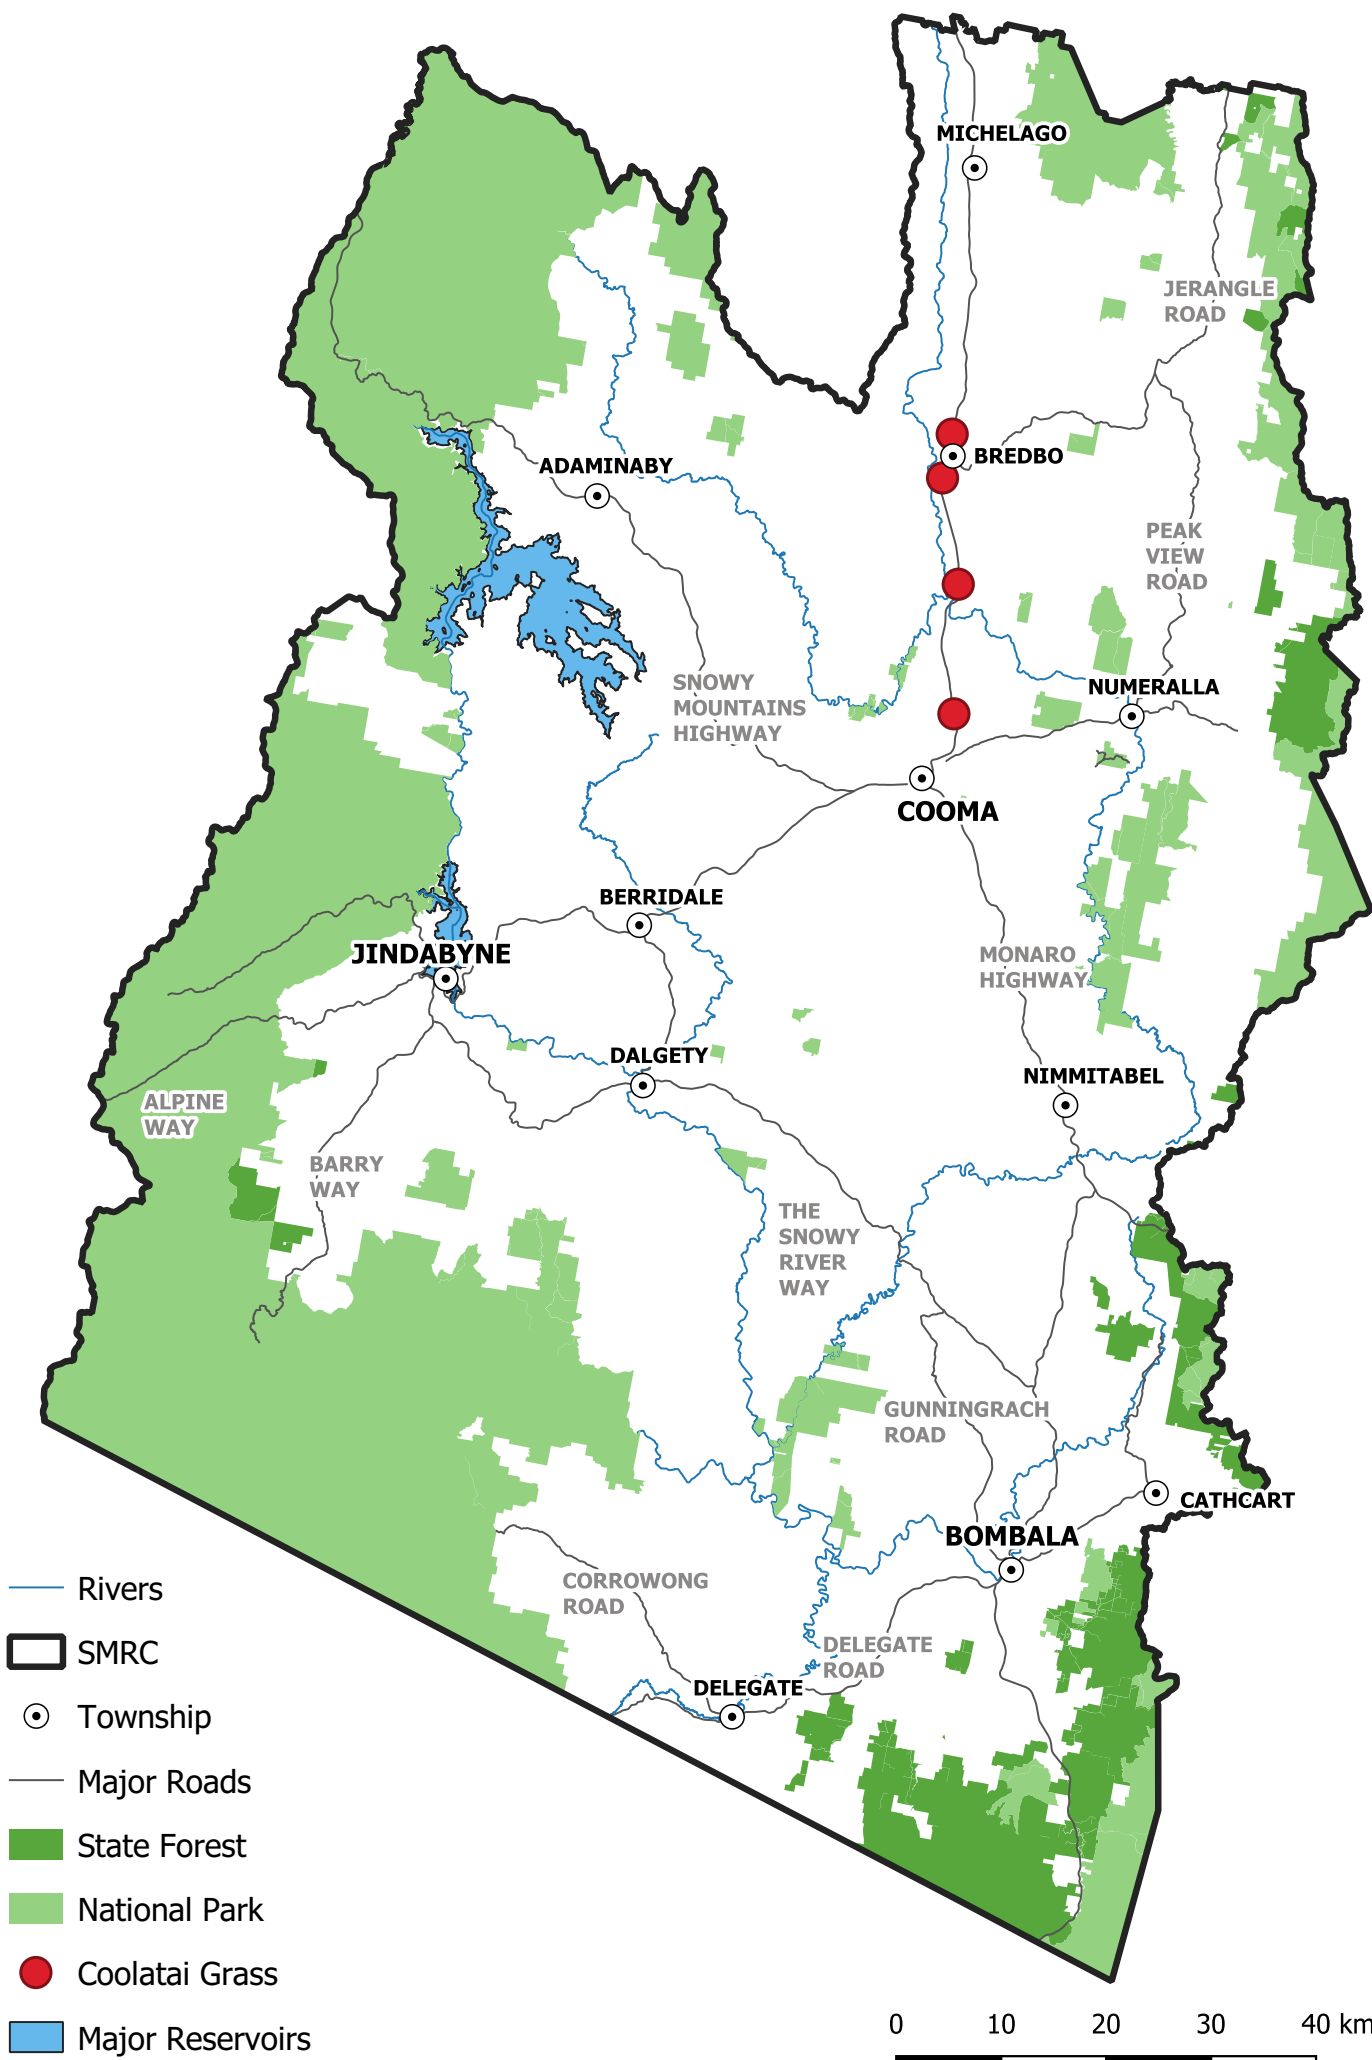 MICHELAGO
JERANGLE
ROAD
BREDBO
ADAMINABY
PEAK
VIEW
ROAD
SNOWY
MOUNTAINS
HIGHWAY
NUMERALLA
COOMA
BERRIDALE
JINDABYNE
MONARO
HIGHWAY
DALGETY
NIMMITABEL
ALPINE
WAY
BARRY
WAY
THE
SNOWY
RIVER
WAY
GUNNINGRACH
ROAD
CATHCART
BOMBALA
CORROWONG
ROAD
DELEGATE
ROAD
DELEGATE
Rivers
SMRC
Township
Major Roads
State Forest
National Park
Coolatai Grass
Major Reservoirs
0 10 20 30 40 km